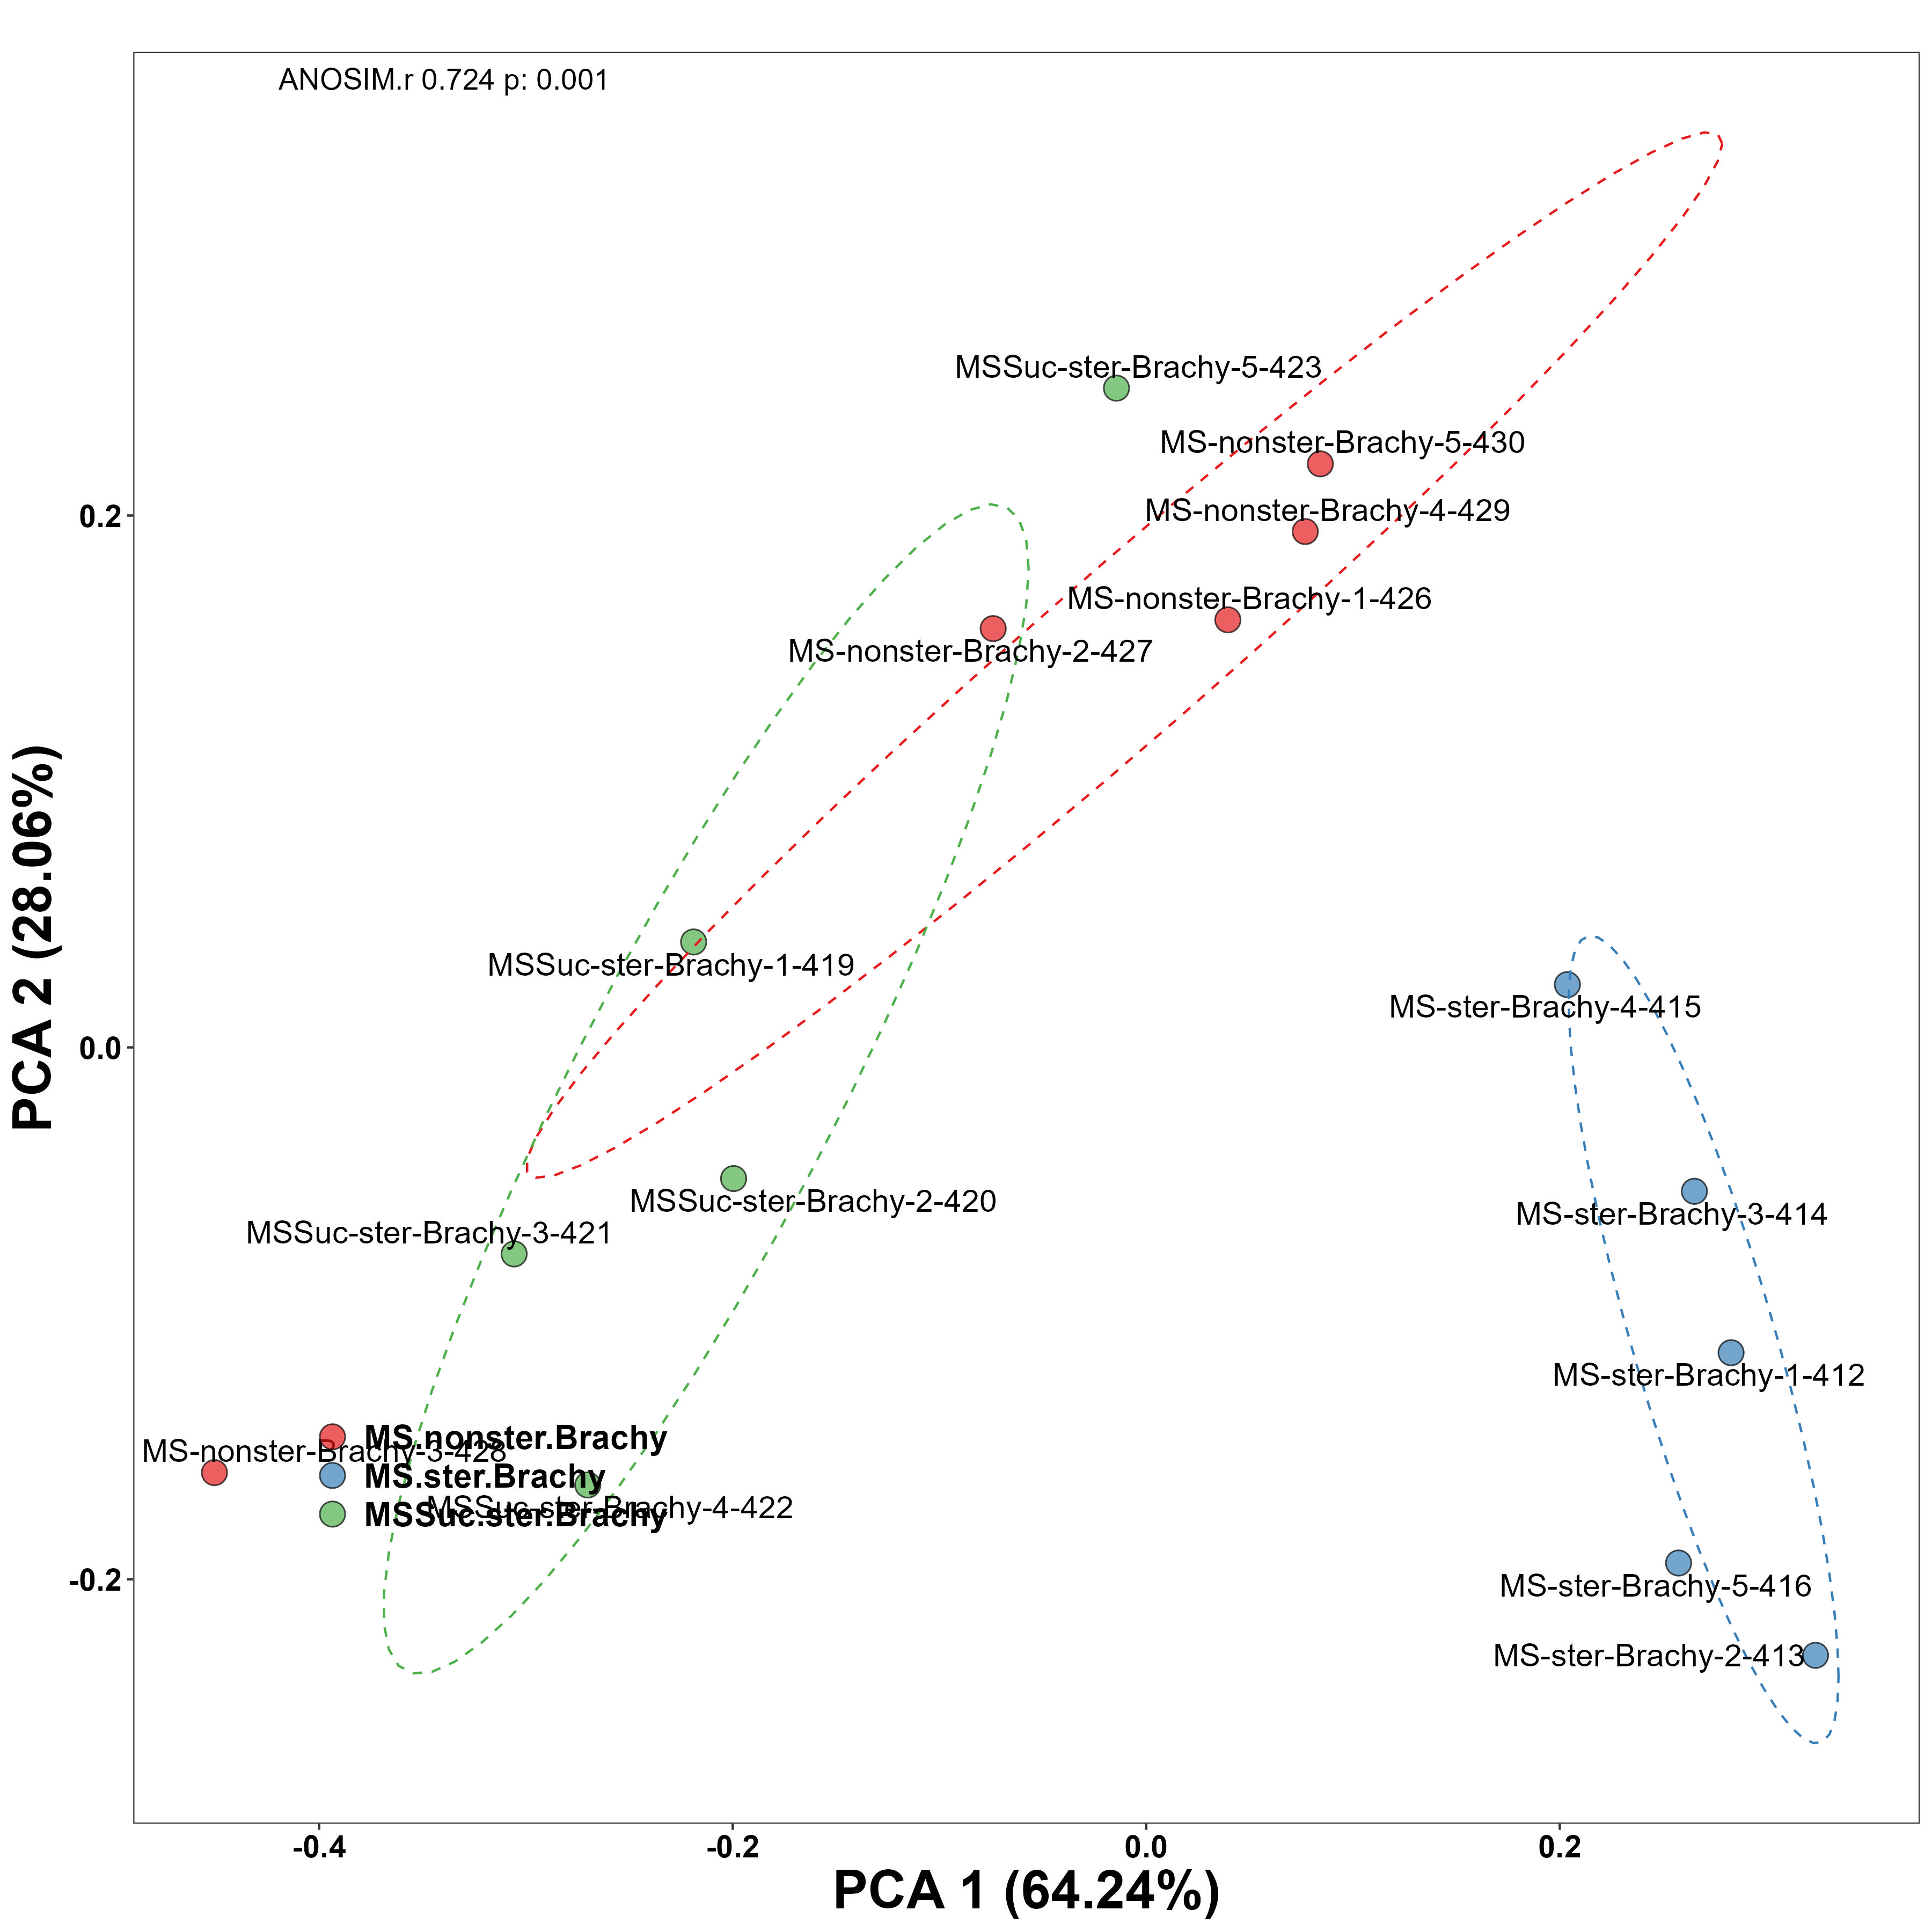 ANOSIM.r 0.724 p: 0.001
MSSuc-ster-Brachy-5-423
MS-nonster-Brachy-5-430
0.2
MS-nonster-Brachy-4-429
MS-nonster-Brachy-1-426
MS-nonster-Brachy-2-427
PCA 2 (28.06%)
MSSuc-ster-Brachy-1-419
MS-ster-Brachy-4-415
0.0
MSSuc-ster-Brachy-2-420
MS-ster-Brachy-3-414
MSSuc-ster-Brachy-3-421
MS-ster-Brachy-1-412
MS.nonster.Brachy
MS-nonster-Brachy-3-428
MS.ster.Brachy
MSSuc-ster-Brachy-4-422
MSSuc.ster.Brachy
-0.2
MS-ster-Brachy-5-416
MS-ster-Brachy-2-413
-0.4
-0.2
0.0
0.2
PCA 1 (64.24%)